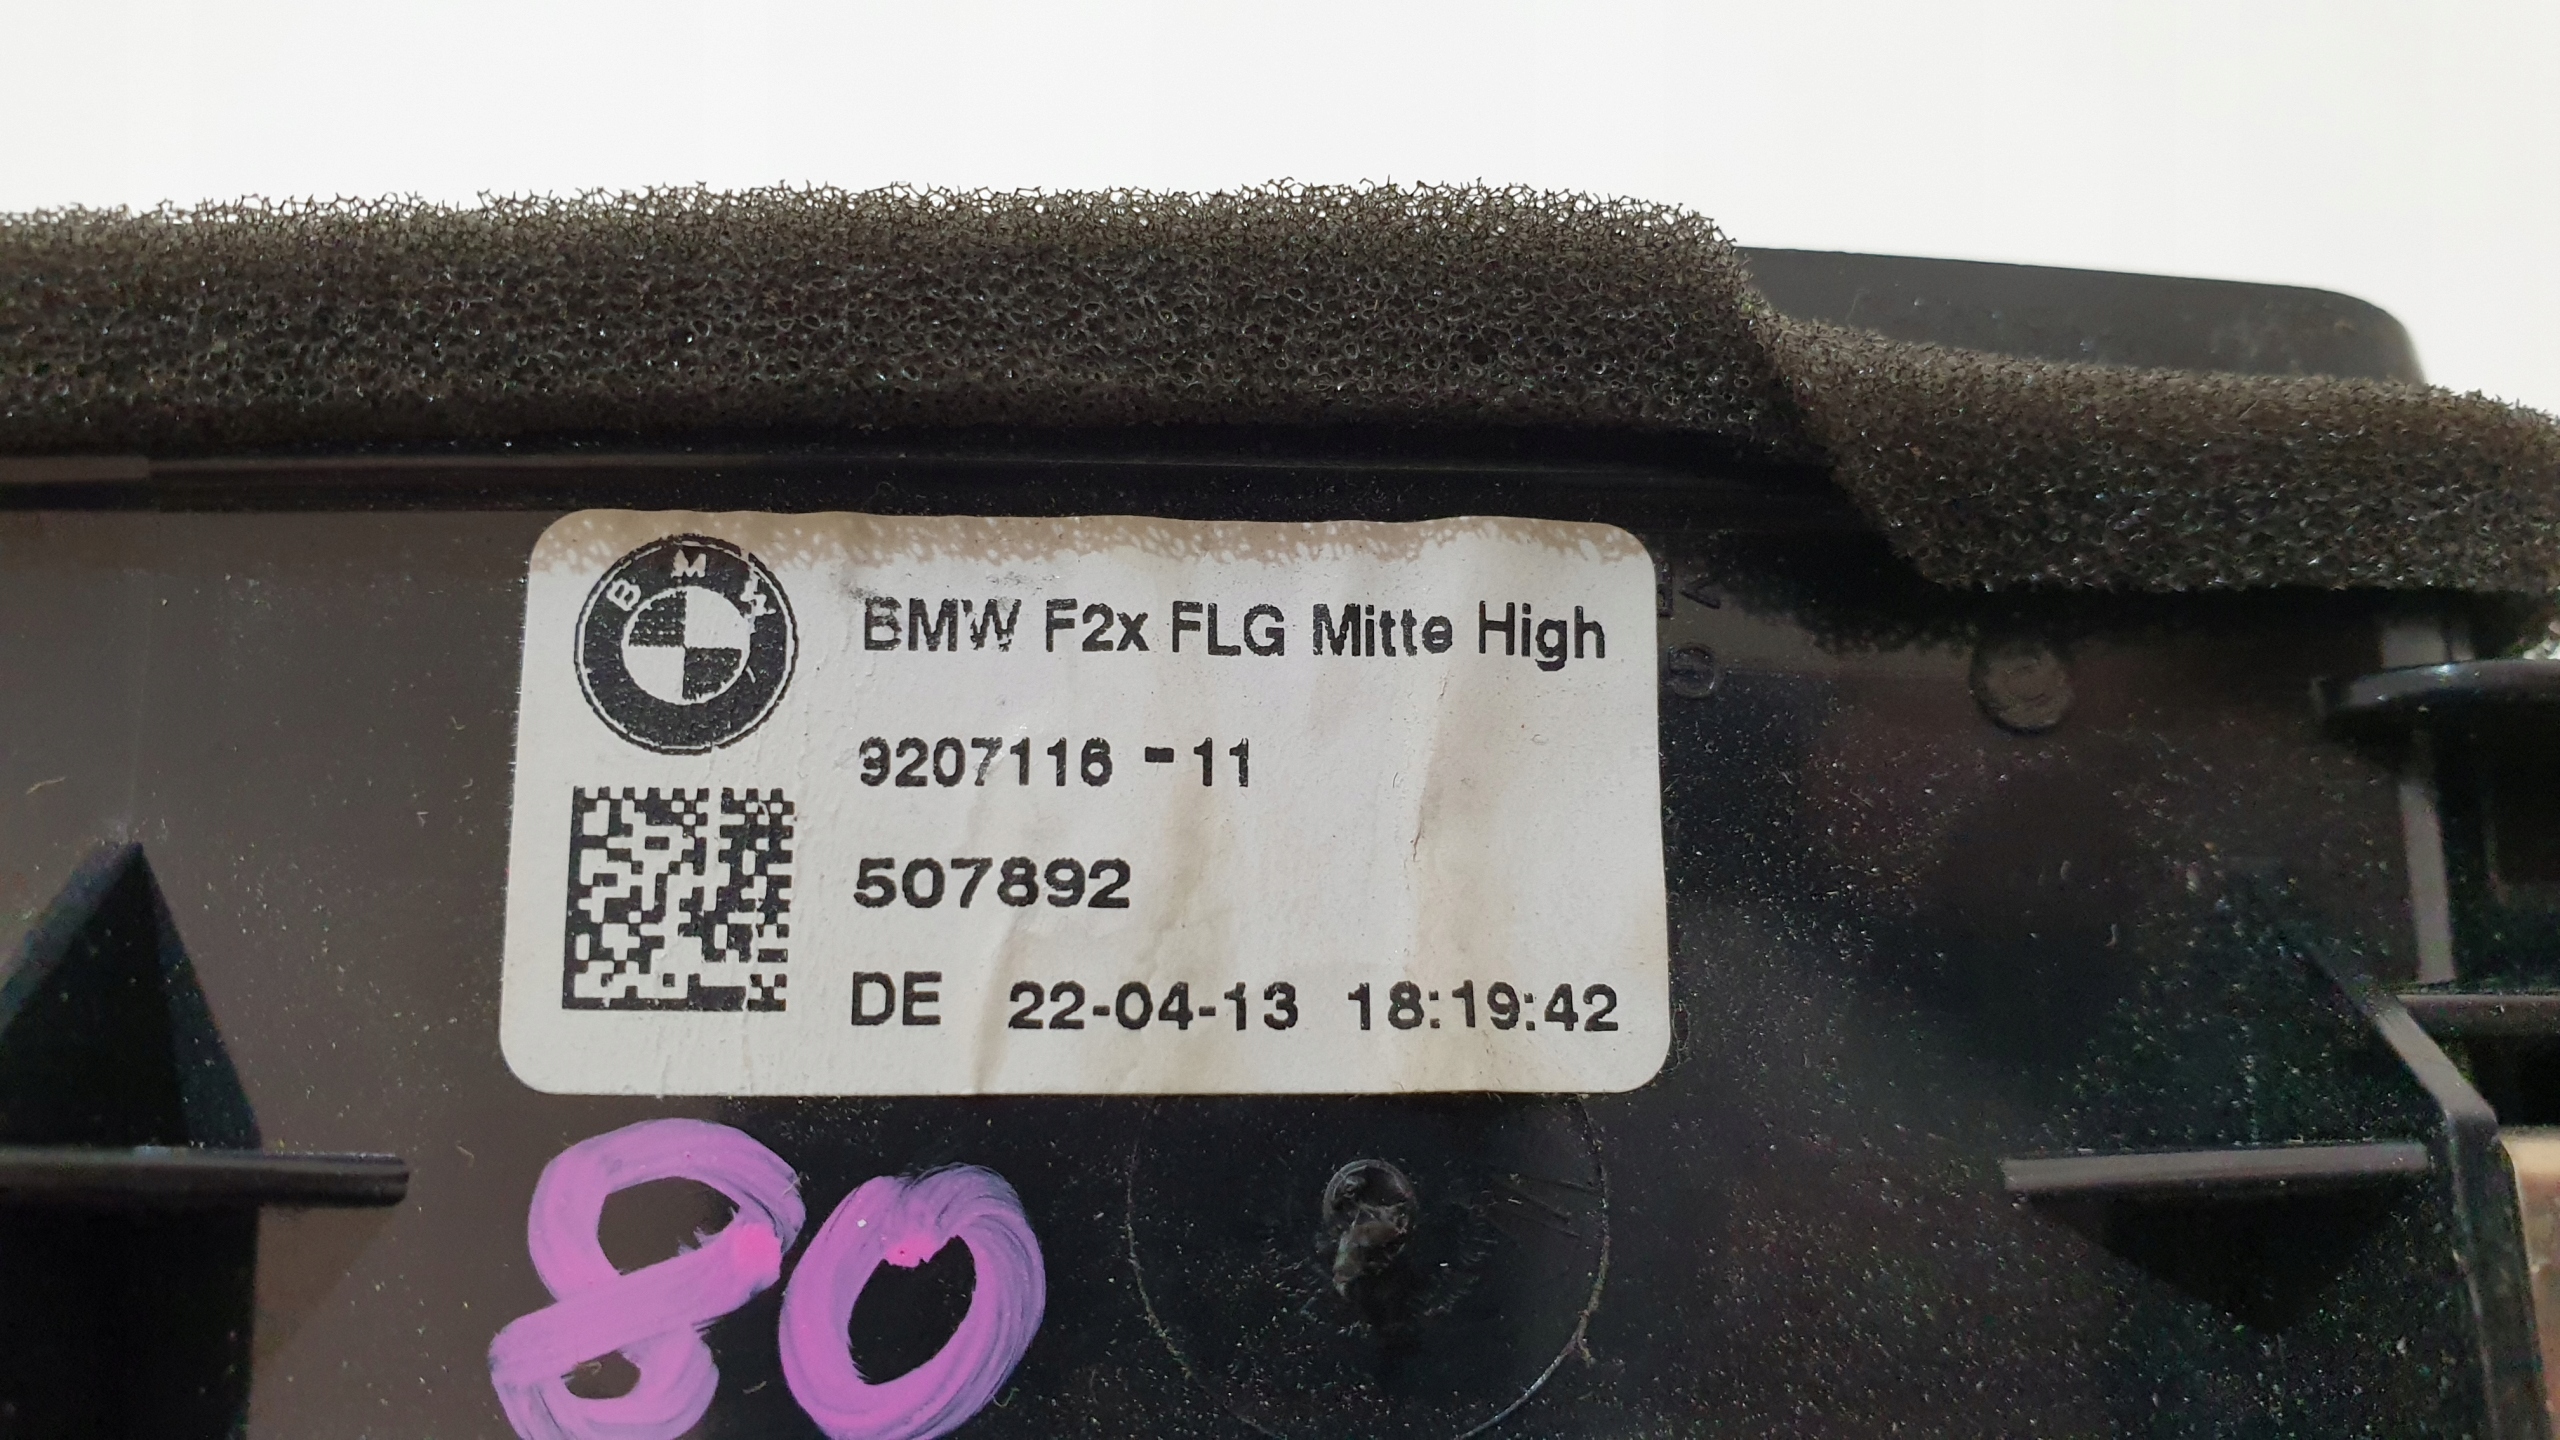 BMW
BMW F2x FLG Mitte High
9207116 - 11
507892
DE 22-04-13 18:19:42
80